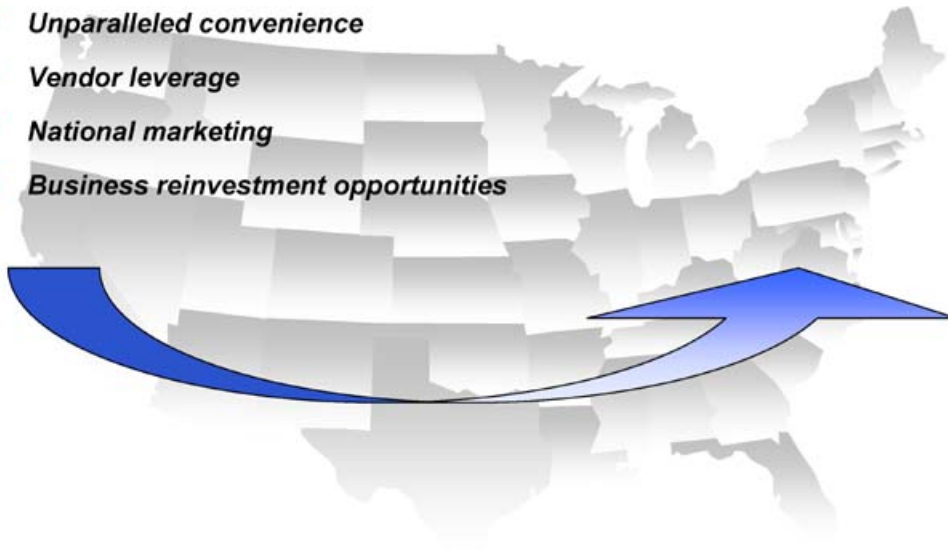 Unparalleled convenience
Vendor leverage
National marketing
Business reinvestment opportunities